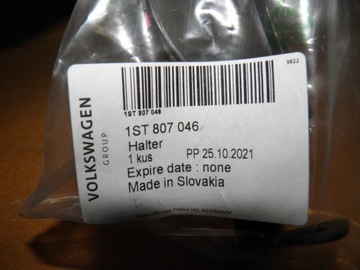 3822
VOLKSWAGEN
GROUP
1ST 807 046
1ST 807 046
Halter
1 kus PP 25.10.2021
Expire date : none
Made in Slovakia